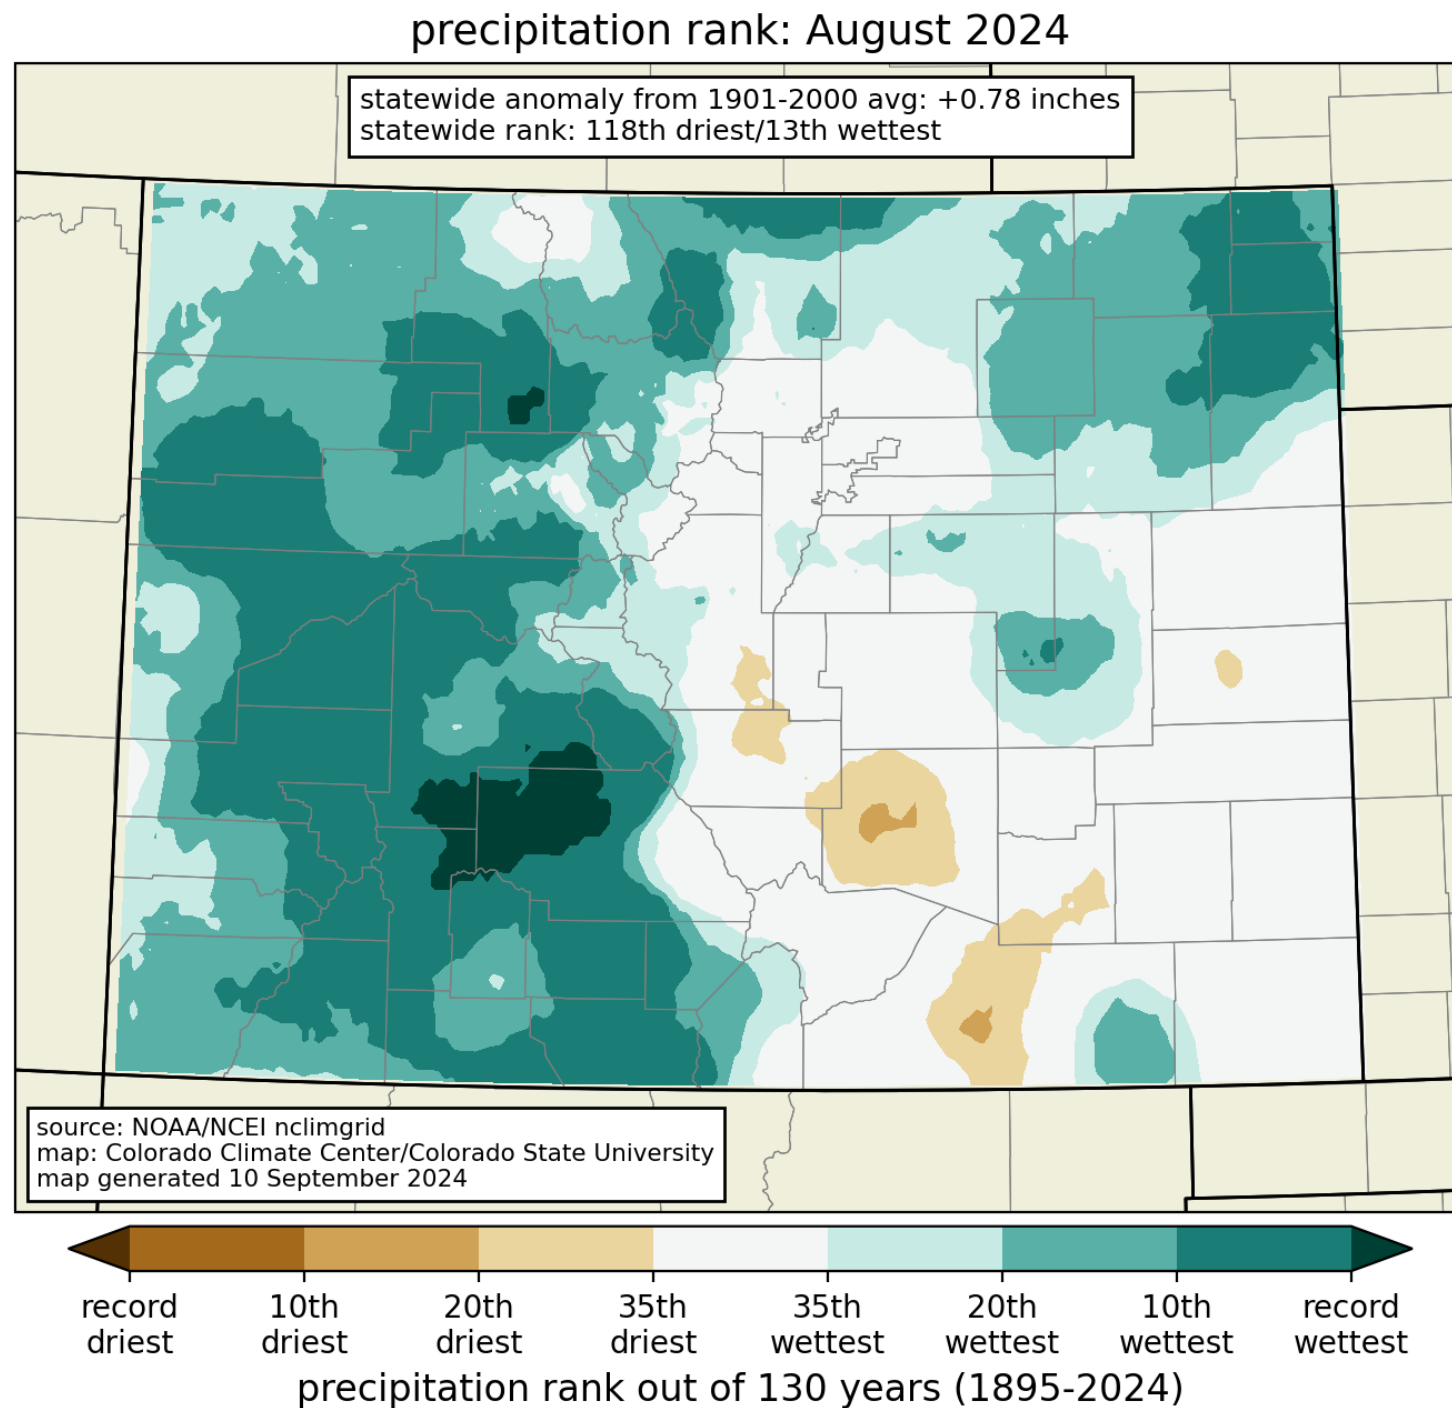 precipitation rank: August 2024
statewide anomaly from 1901-2000 avg: +0.78 inches
statewide rank: 118th driest/13th wettest
source: NOAA/NCEI nclimgrid
map: Colorado Climate Center/Colorado State University
map generated 10 September 2024
record driest
10th driest
20th driest
35th driest
35th wettest
20th wettest
10th wettest
record wettest
precipitation rank out of 130 years (1895-2024)